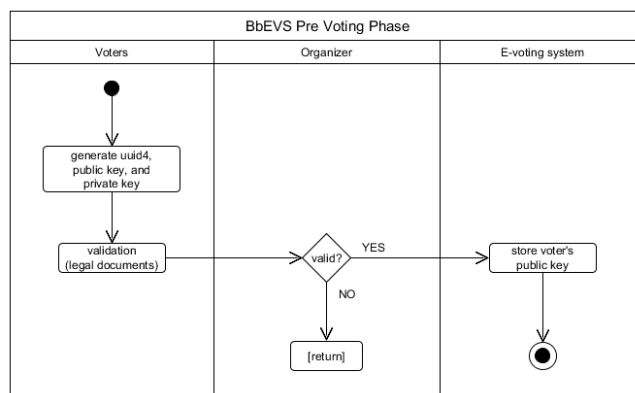 BbEVS Pre Voting Phase
Voters
Organizer
E-voting system
generate uuid4,
public key, and
private key
validation
(legal documents)
valid?
YES
store voter's
public key
NO
[return]